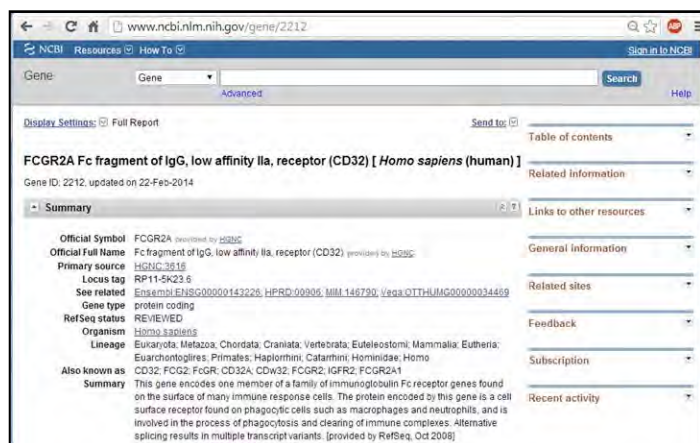 www.ncbi.nlm.nih.gov/gene/2212
NCBI Resources How To Sign in to NCBI
Gene Gene Search
Advanced Help
Display Settings: Full Report Send to:
Table of contents
FCGR2A Fc fragment of IgG, low affinity IIa, receptor (CD32) [ Homo sapiens (human) ]
Gene ID: 2212, updated on 22-Feb-2014
Related information
Summary
Links to other resources
Official Symbol FCGR2A provided by HGNC
Official Full Name Fc fragment of IgG, low affinity IIa, receptor (CD32) provided by HGNC
General information
Primary source HGNC:3616
Locus tag RP11-5K23.6
See related Ensembl:ENSG00000143226; HPRD:00906; MIM:146790; Vega:OTTHUMG00000034469
Related sites
Gene type protein coding
RefSeq status REVIEWED
Organism Homo sapiens
Feedback
Lineage Eukaryota; Metazoa; Chordata; Craniata; Vertebrata; Euteleostomi; Mammalia; Eutheria;
Euarchontoglires; Primates; Haplorrhini; Catarrhini; Hominidae; Homo
Subscription
Also known as CD32; FCG2; FcGR; CD32A; CDw32; FCGR2; IGFR2; FCGR2A1
Summary This gene encodes one member of a family of immunoglobulin Fc receptor genes found
on the surface of many immune response cells. The protein encoded by this gene is a cell
surface receptor found on phagocytic cells such as macrophages and neutrophils, and is
involved in the process of phagocytosis and clearing of immune complexes. Alternative
splicing results in multiple transcript variants. [provided by RefSeq, Oct 2008]
Recent activity